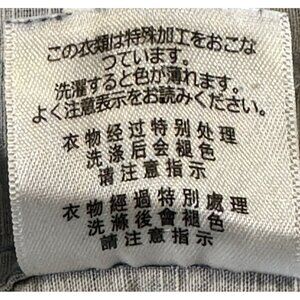 この衣類は特殊加工をおこな
っています。
洗濯すると色が薄れます。
よく注意表示をお読みください。
衣物经过特别处理
洗涤后会褪色
请注意指示
衣物經過特別處理
洗滌後會褪色
請注意指示